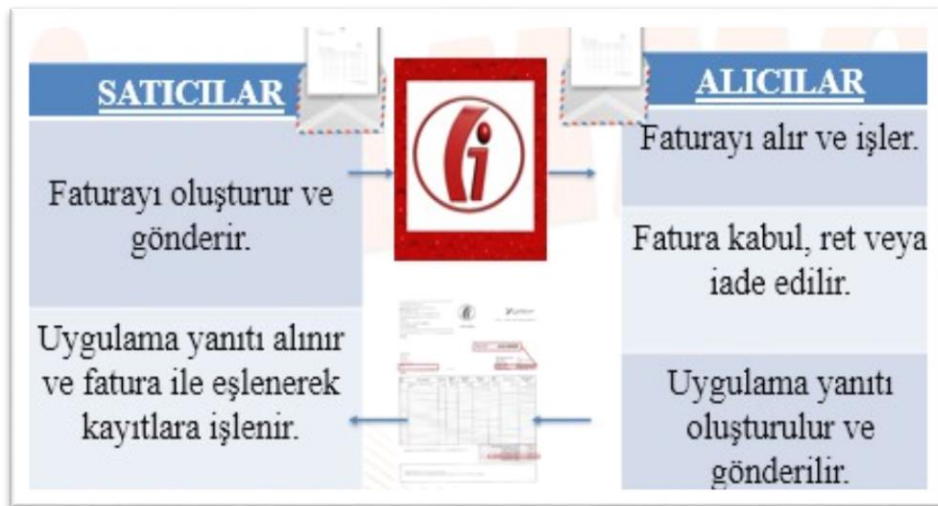 SATICILAR
Faturayı oluşturur ve
gönderir.
Uygulama yanıtı alınır
ve fatura ile eşlenerek
kayıtlara işlenir.
ALICILAR
Faturayı alır ve işler.
Fatura kabul, ret veya
iade edilir.
Uygulama yanıtı
oluşturulur ve
gönderilir.